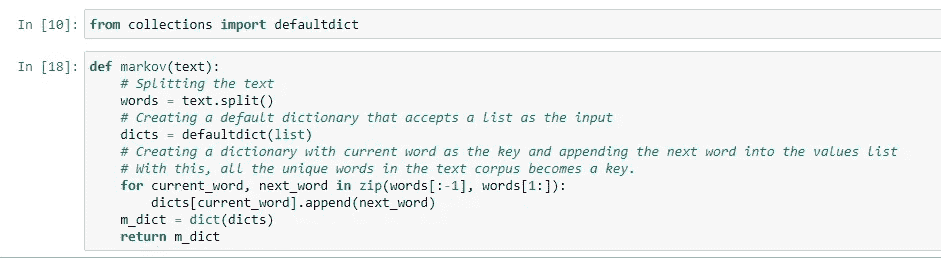 In [10]: from collections import defaultdict
In [18]: def markov(text):
    # Splitting the text
    words = text.split()
    # Creating a default dictionary that accepts a list as the input
    dicts = defaultdict(list)
    # Creating a dictionary with current word as the key and appending the next word into the values list
    # With this, all the unique words in the text corpus becomes a key.
    for current_word, next_word in zip(words[:-1], words[1:]):
        dicts[current_word].append(next_word)
    m_dict = dict(dicts)
    return m_dict